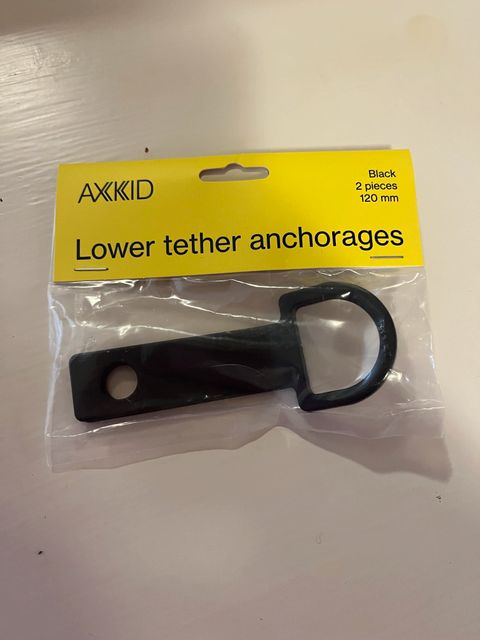 AXKID
Black
2 pieces
120 mm
Lower tether anchorages